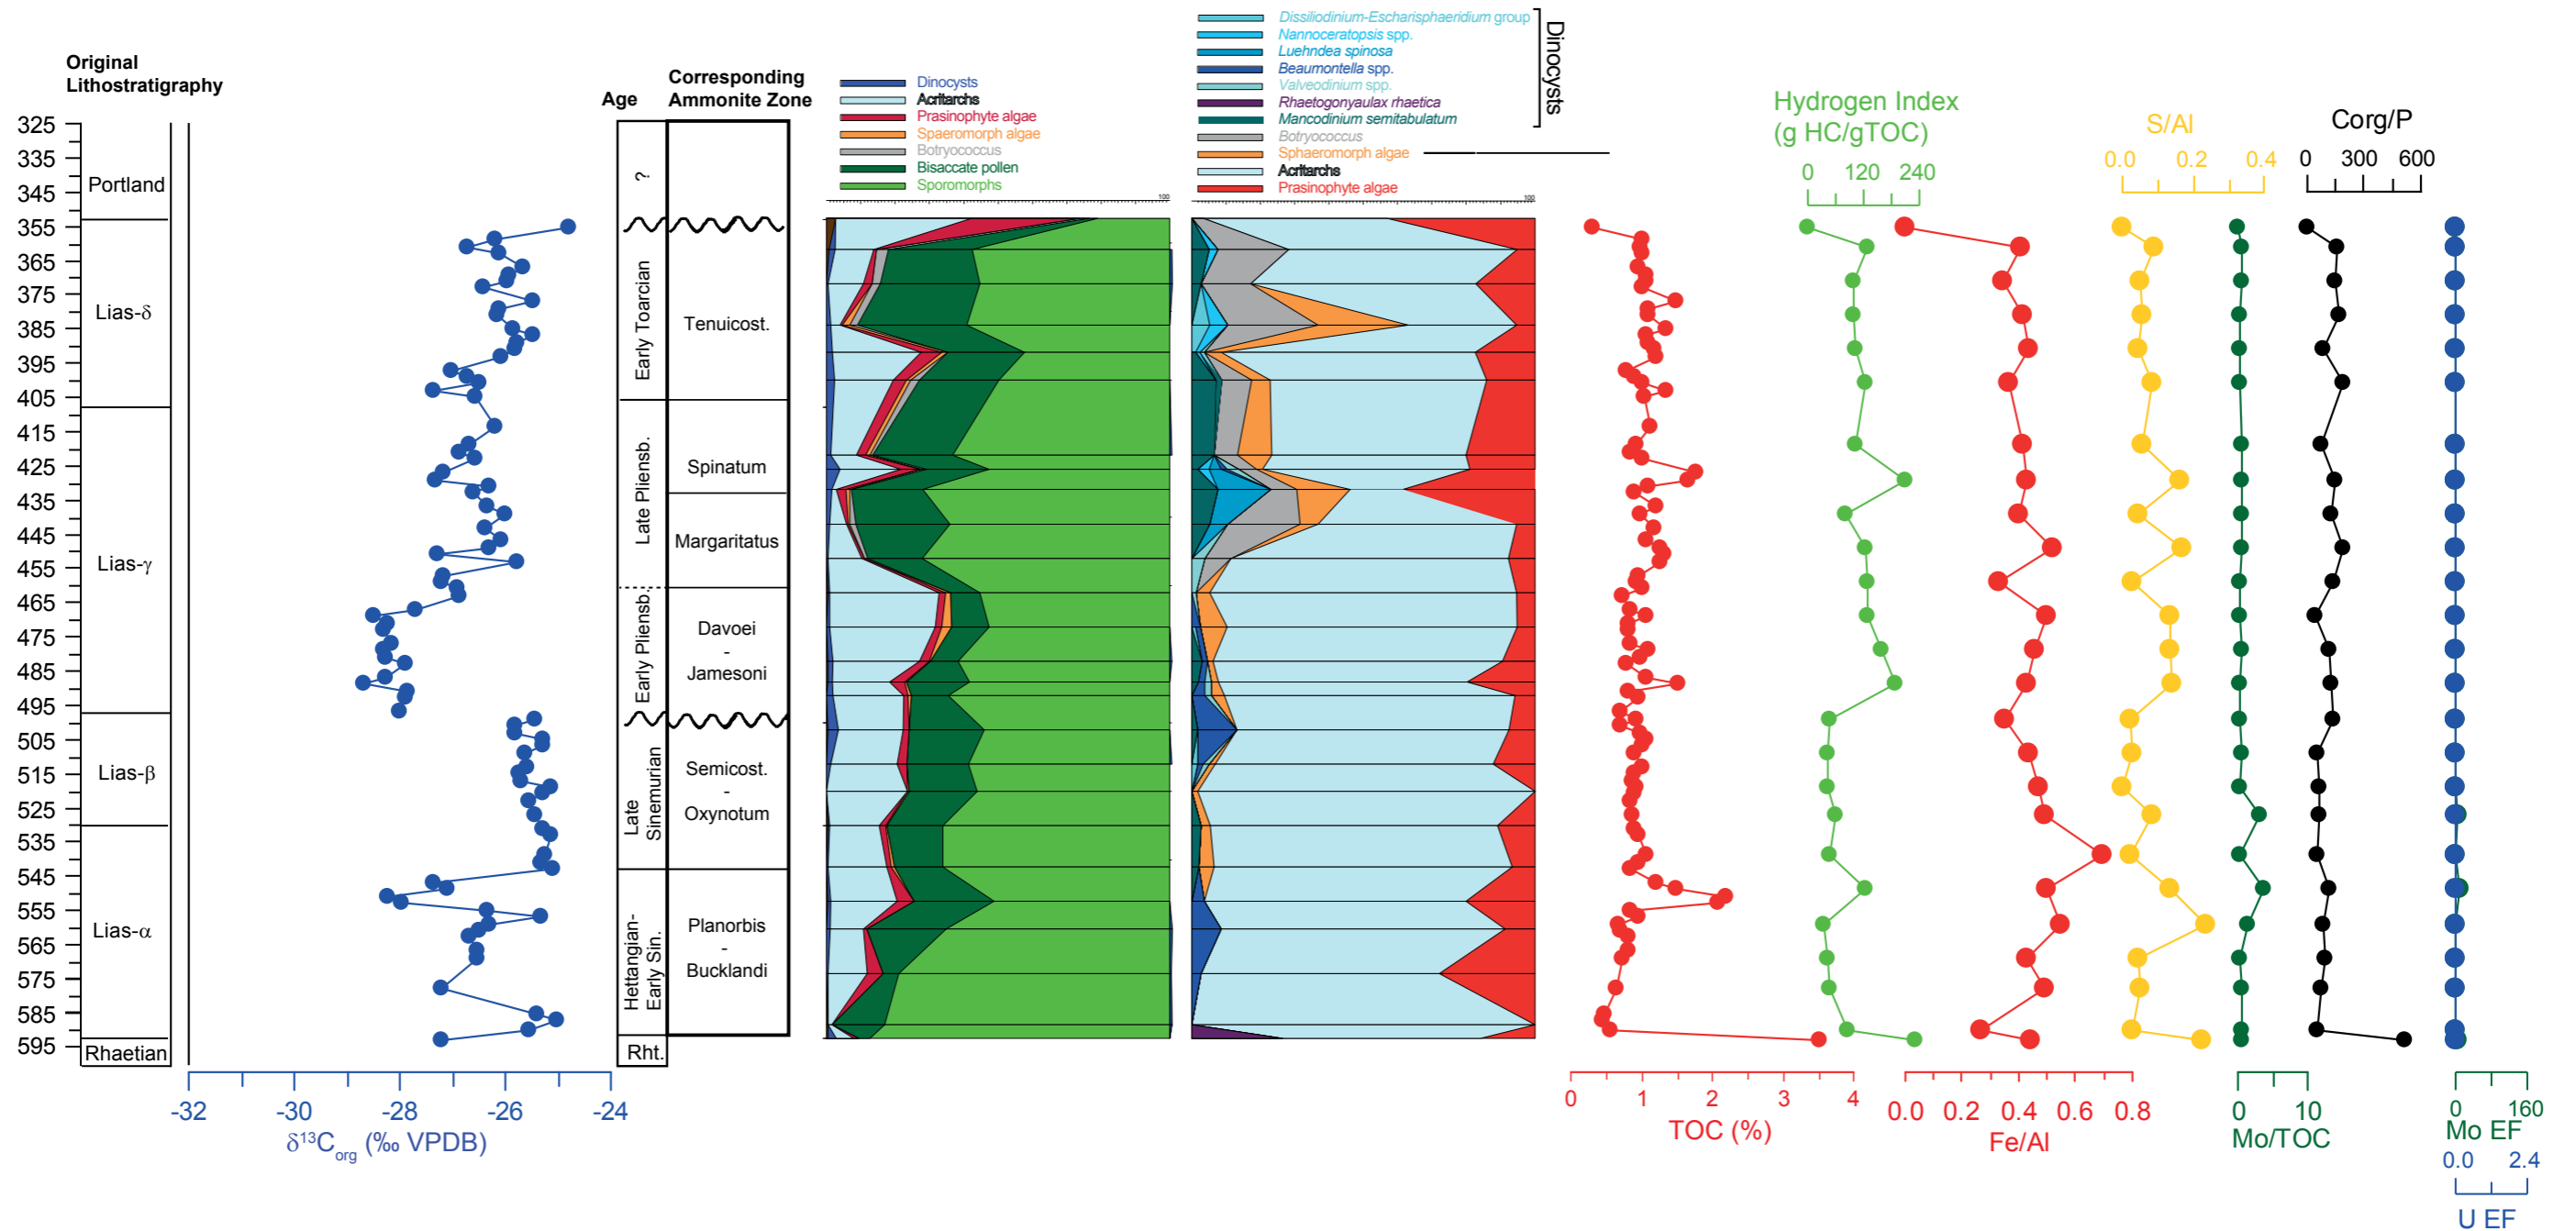 Original
Lithostratigraphy
325
335
345
355
365
375
385
395
405
415
425
435
445
455
465
475
485
495
505
515
525
535
545
555
565
575
585
595
Portland
Lias-δ
Lias-γ
Lias-β
Lias-α
Rhaetian
-32
-30
-28
-26
-24
δ¹³Corg (‰ VPDB)
Age
?
Early Toarcian
Late Pliensb.
Early Pliensb.
Late
Sinemurian
Hettangian-
Early Sin.
Rht.
Corresponding
Ammonite Zone
Tenuicost.
Spinatum
Margaritatus
Davoei
-
Jamesoni
Semicost.
-
Oxynotum
Planorbis
-
Bucklandi
Dinocysts
Acritarchs
Prasinophyte algae
Spaeromorph algae
Botryococcus
Bisaccate pollen
Sporomorphs
100
Dissiliodinium-Escharisphaeridium group
Nannoceratopsis spp.
Luehndea spinosa
Beaumontella spp.
Valveodinium spp.
Rhaetogonyaulax rhaetica
Mancodinium semitabulatum
Botryococcus
Sphaeromorph algae
Acritarchs
Prasinophyte algae
Dinocysts
100
0
1
2
3
4
TOC (%)
Hydrogen Index
(g HC/gTOC)
0
120
240
0.0
0.2
0.4
0.6
0.8
Fe/Al
S/Al
0.0
0.2
0.4
0
10
Mo/TOC
Corg/P
0
300
600
0
160
Mo EF
0.0
2.4
U EF